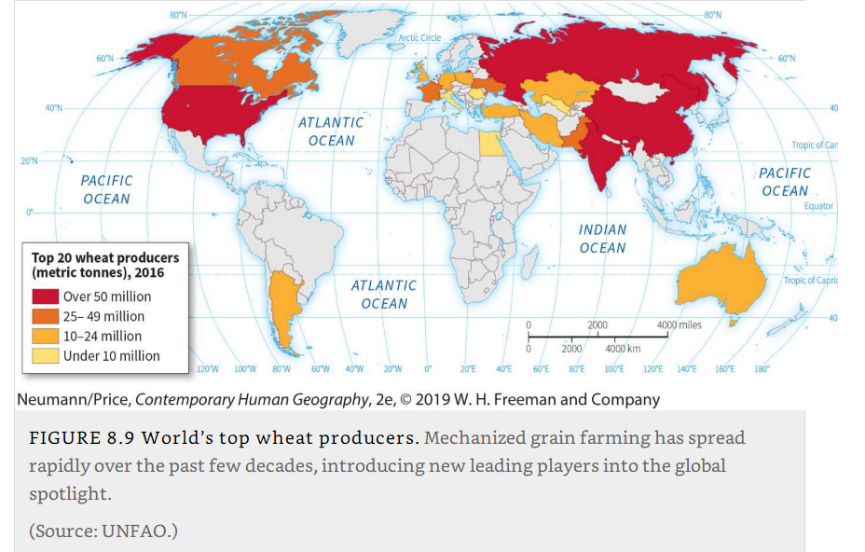 80°N
80°N
Arctic Circle
60°N
60°N
40°N
40
ATLANTIC
OCEAN
Tropic of Can
20°N
PACIFIC
OCEAN
PACIFIC
OCEAN
Equator
0°
INDIAN
OCEAN
Top 20 wheat producers
(metric tonnes), 2016
Over 50 million
25– 49 million
10–24 million
Under 10 million
ATLANTIC
OCEAN
Tropic of Capric
0 2000 4000 miles
0 2000 4000 km
40
120°W 100°W 80°W 60°W 40°W 20°W 0° 20°E 40°E 60°E 80°E 100°E 120°E 140°E 160°E 180°
Neumann/Price, Contemporary Human Geography, 2e, © 2019 W. H. Freeman and Company
FIGURE 8.9 World’s top wheat producers. Mechanized grain farming has spread
rapidly over the past few decades, introducing new leading players into the global
spotlight.
(Source: UNFAO.)